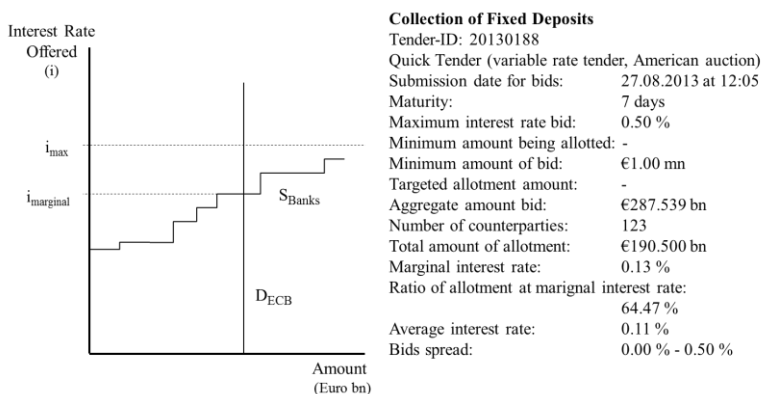 Interest Rate
Offered
(i)
i_max
i_marginal
S_Banks
D_ECB
Amount
(Euro bn)
Collection of Fixed Deposits
Tender-ID: 20130188
Quick Tender (variable rate tender, American auction)
Submission date for bids: 27.08.2013 at 12:05
Maturity: 7 days
Maximum interest rate bid: 0.50 %
Minimum amount being allotted: -
Minimum amount of bid: €1.00 mn
Targeted allotment amount: -
Aggregate amount bid: €287.539 bn
Number of counterparties: 123
Total amount of allotment: €190.500 bn
Marginal interest rate: 0.13 %
Ratio of allotment at marignal interest rate:
64.47 %
Average interest rate: 0.11 %
Bids spread: 0.00 % - 0.50 %